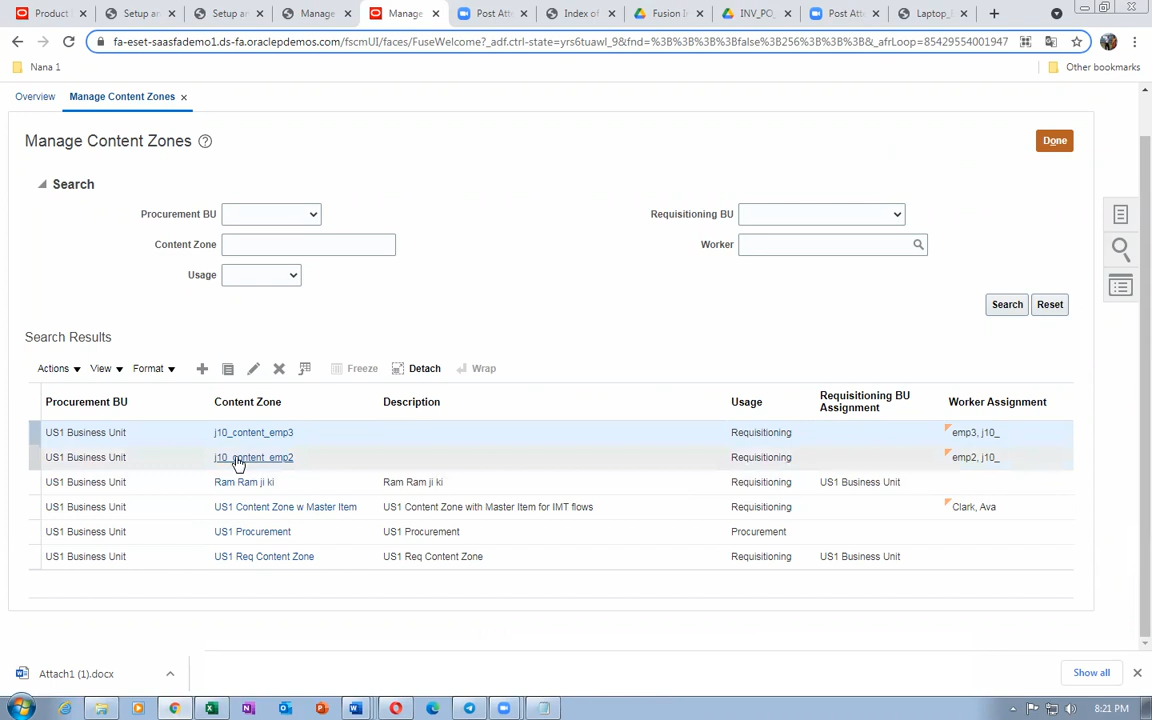 Product
Setup an
Setup an
Manage
Manage
Post Att
Index of
Fusion I
INV_PO_
Post Att
Laptop_
fa-eset-saasfademo1.ds-fa.oraclepdemos.com/fscmUI/faces/FuseWelcome?_adf.ctrl-state=yrs6tuawl_9&fnd=%3B%3B%3B%3Bfalse%3B256%3B%3B%3B&_afrLoop=85429554001947
Nana 1
Other bookmarks
Overview
Manage Content Zones
Manage Content Zones
Done
Search
Procurement BU
Requisitioning BU
Content Zone
Worker
Usage
Search
Reset
Search Results
Actions
View
Format
Freeze
Detach
Wrap
Procurement BU
Content Zone
Description
Usage
Requisitioning BU
Assignment
Worker Assignment
US1 Business Unit j10_content_emp3 Requisitioning emp3, j10_
US1 Business Unit j10_content_emp2 Requisitioning emp2, j10_
US1 Business Unit Ram Ram ji ki Ram Ram ji ki Requisitioning US1 Business Unit
US1 Business Unit US1 Content Zone w Master Item US1 Content Zone with Master Item for IMT flows Requisitioning Clark, Ava
US1 Business Unit US1 Procurement US1 Procurement Procurement
US1 Business Unit US1 Req Content Zone US1 Req Content Zone Requisitioning US1 Business Unit
Attach1 (1).docx
Show all
8:21 PM